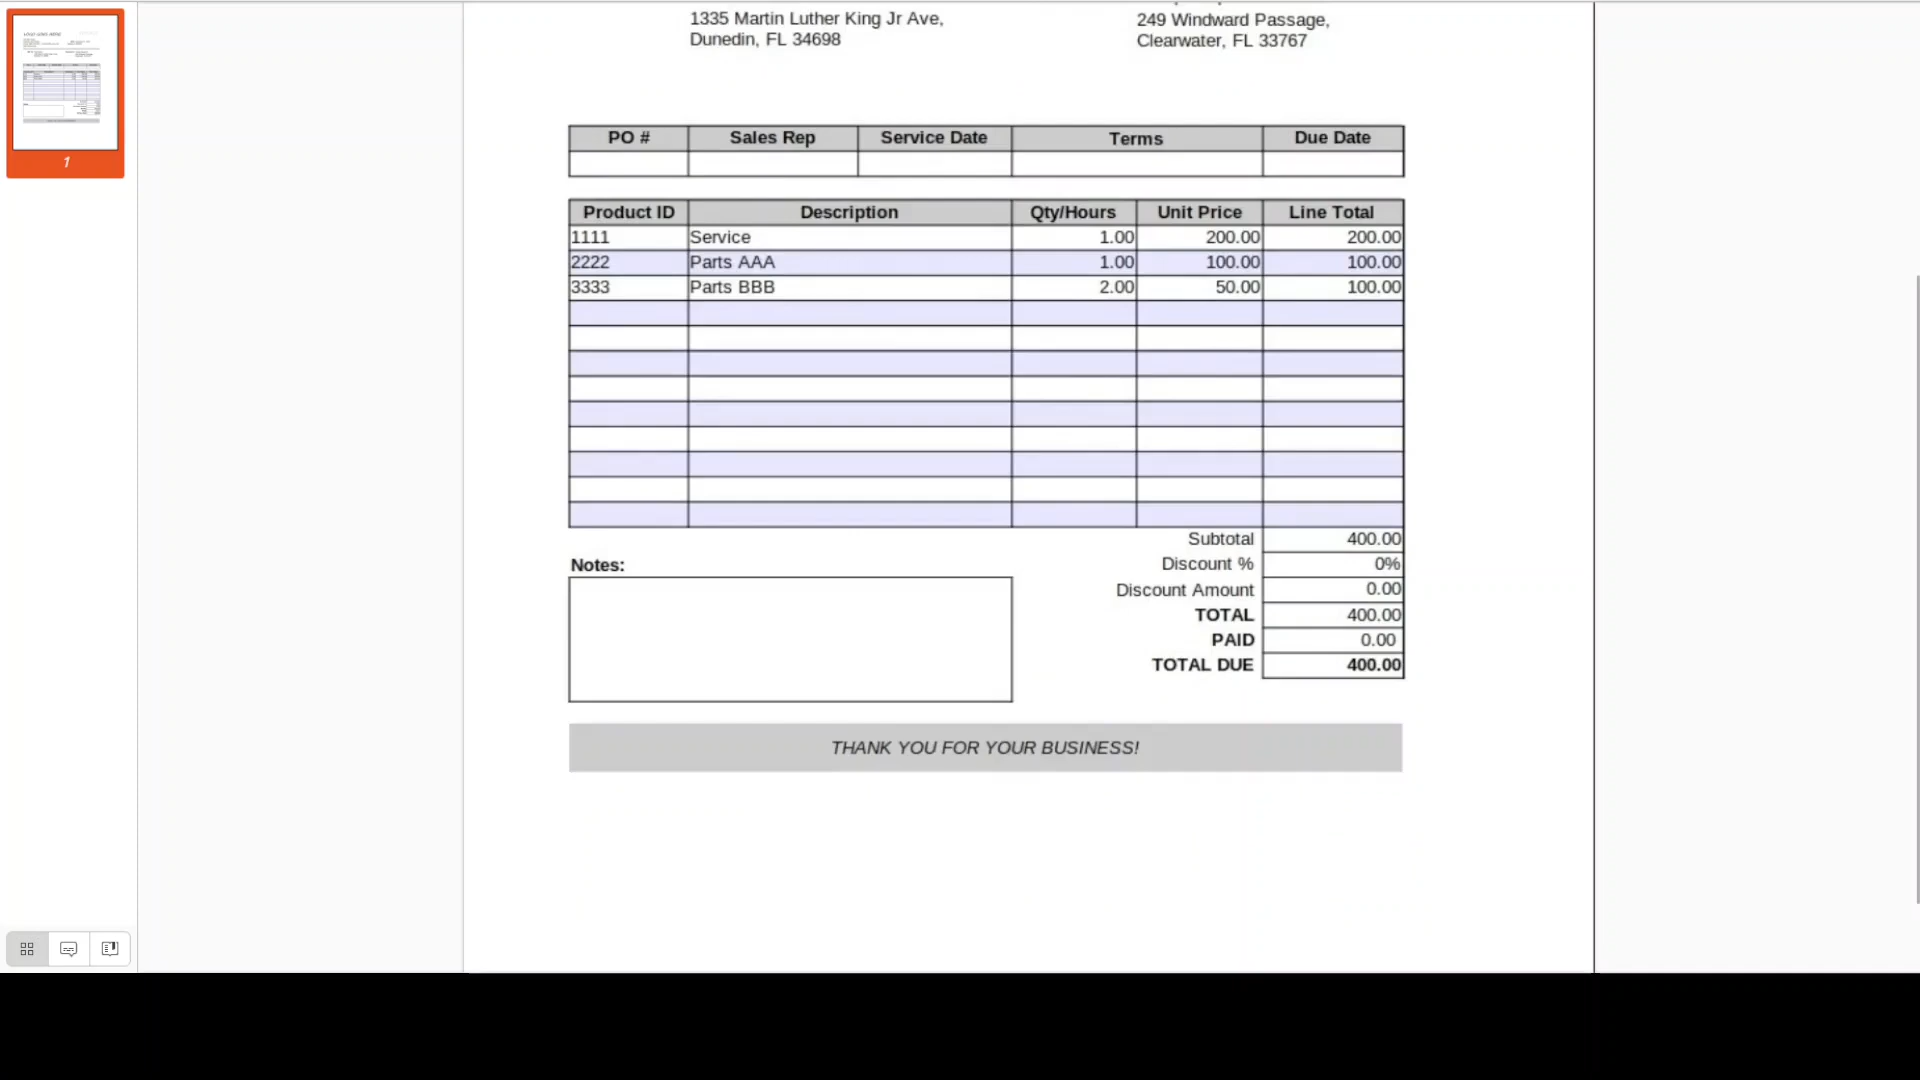 1335 Martin Luther King Jr Ave,
Dunedin, FL 34698
249 Windward Passage,
Clearwater, FL 33767
PO # Sales Rep Service Date Terms Due Date
Product ID Description Qty/Hours Unit Price Line Total
1111 Service 1.00 200.00 200.00
2222 Parts AAA 1.00 100.00 100.00
3333 Parts BBB 2.00 50.00 100.00
Subtotal 400.00
Discount % 0%
Discount Amount 0.00
TOTAL 400.00
PAID 0.00
TOTAL DUE 400.00
Notes:
THANK YOU FOR YOUR BUSINESS!
1